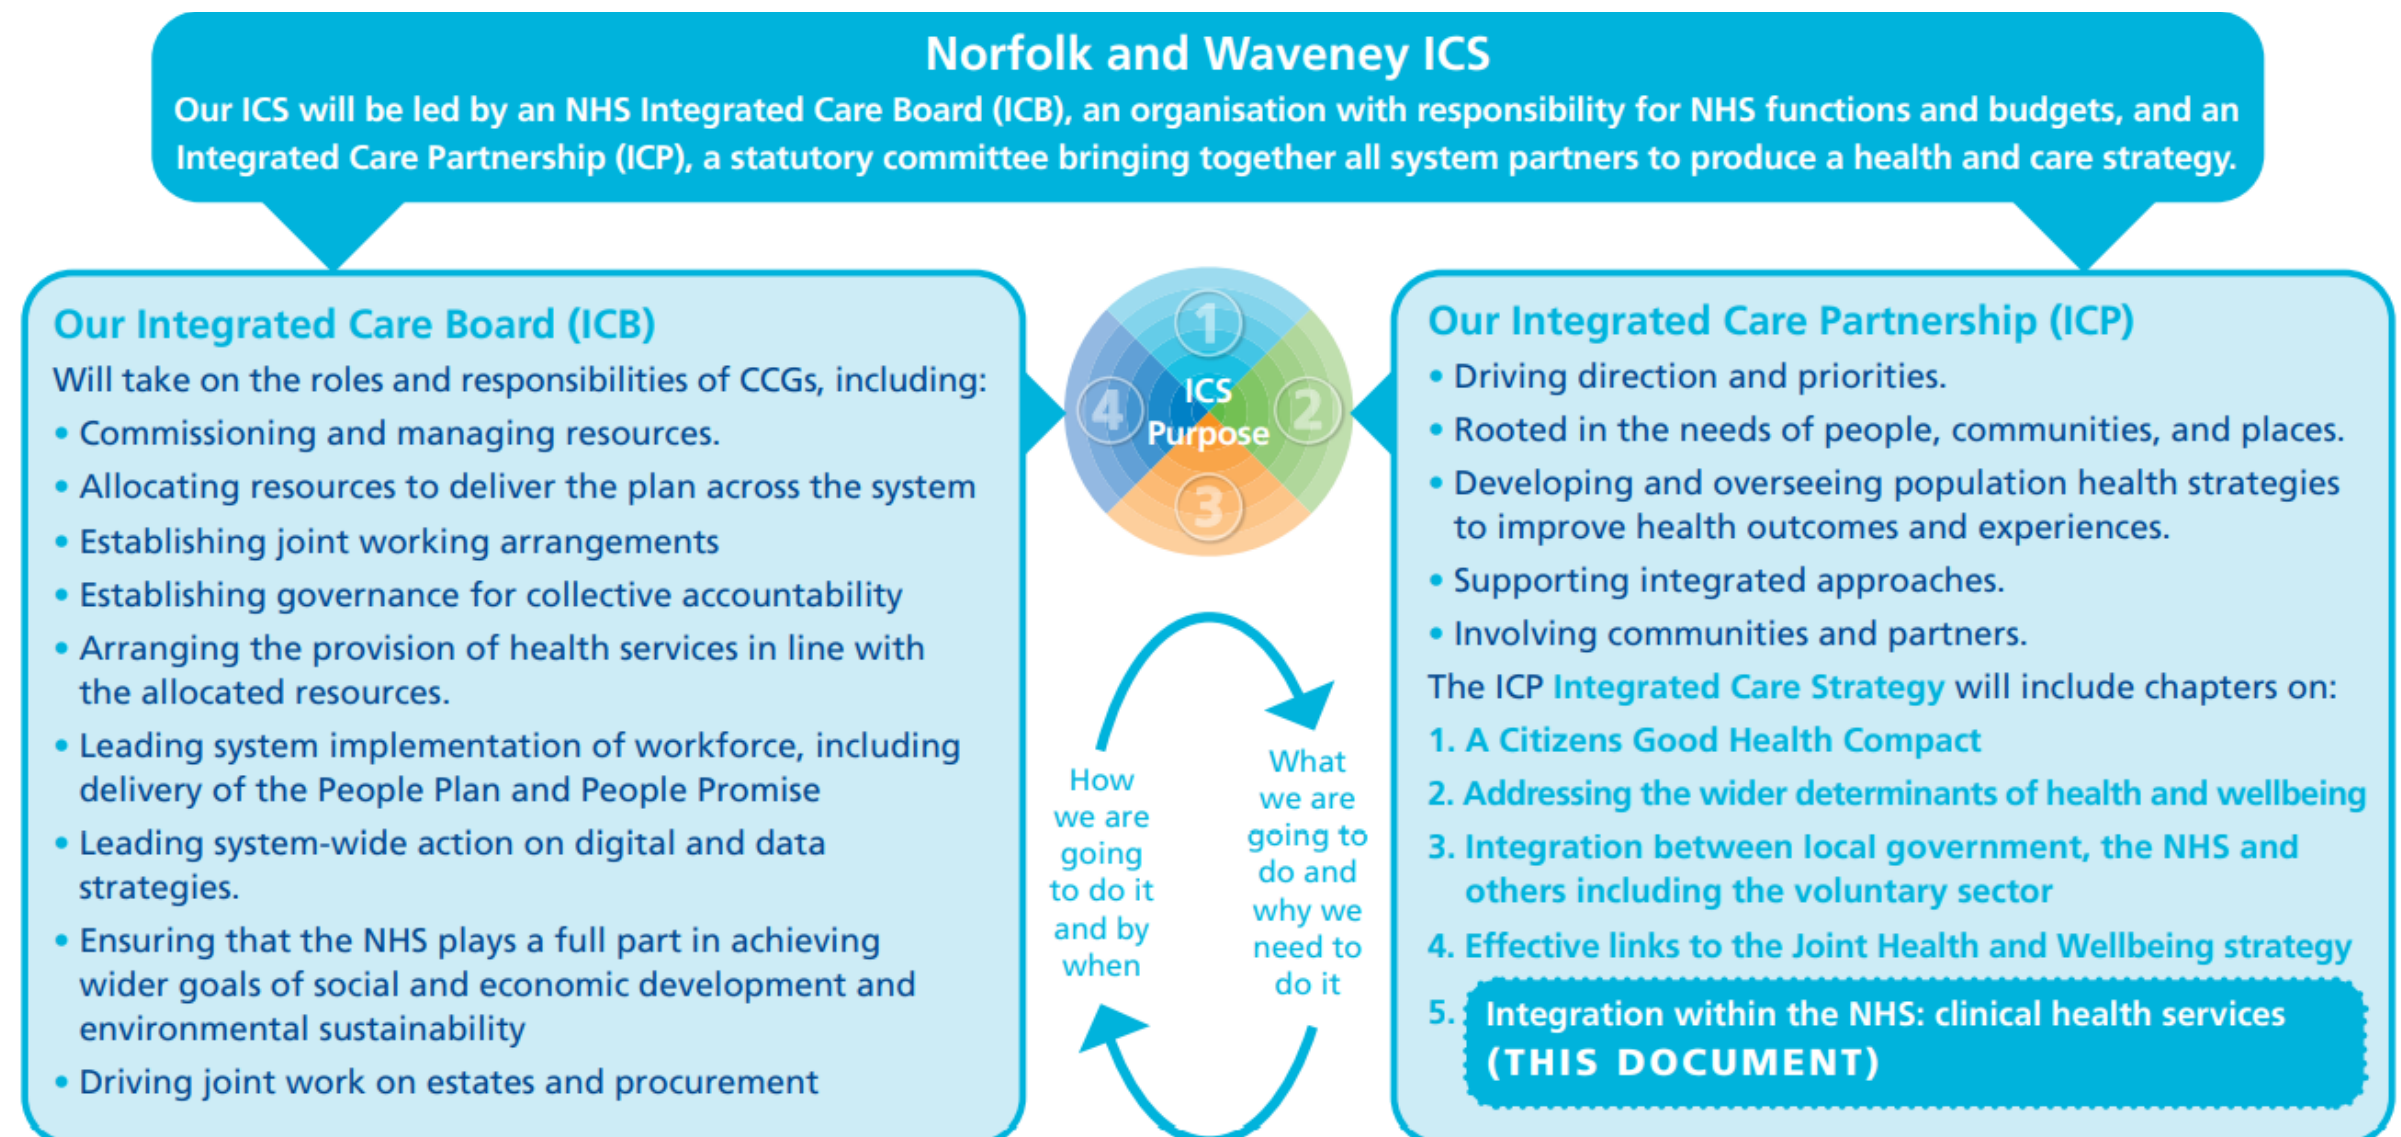 Norfolk and Waveney ICS
Our ICS will be led by an NHS Integrated Care Board (ICB), an organisation with responsibility for NHS functions and budgets, and an
Integrated Care Partnership (ICP), a statutory committee bringing together all system partners to produce a health and care strategy.
Our Integrated Care Board (ICB)
Will take on the roles and responsibilities of CCGs, including:
• Commissioning and managing resources.
• Allocating resources to deliver the plan across the system
• Establishing joint working arrangements
• Establishing governance for collective accountability
• Arranging the provision of health services in line with
the allocated resources.
• Leading system implementation of workforce, including
delivery of the People Plan and People Promise
• Leading system-wide action on digital and data
strategies.
• Ensuring that the NHS plays a full part in achieving
wider goals of social and economic development and
environmental sustainability
• Driving joint work on estates and procurement
1
ICS
4
2
Purpose
3
How
we are
going
to do it
and by
when
What
we are
going to
do and
why we
need to
do it
Our Integrated Care Partnership (ICP)
• Driving direction and priorities.
• Rooted in the needs of people, communities, and places.
• Developing and overseeing population health strategies
to improve health outcomes and experiences.
• Supporting integrated approaches.
• Involving communities and partners.
The ICP Integrated Care Strategy will include chapters on:
1. A Citizens Good Health Compact
2. Addressing the wider determinants of health and wellbeing
3. Integration between local government, the NHS and
others including the voluntary sector
4. Effective links to the Joint Health and Wellbeing strategy
5. Integration within the NHS: clinical health services
(THIS DOCUMENT)